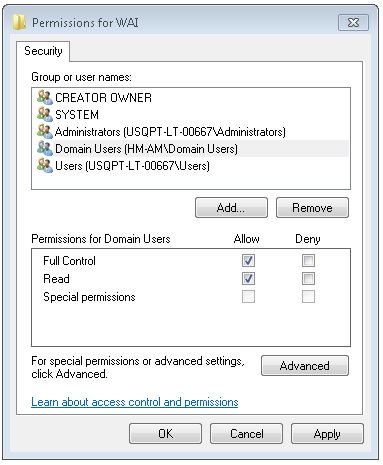 Permissions for WAI
Security
Group or user names:
CREATOR OWNER
SYSTEM
Administrators (USQPT-LT-00667\Administrators)
Domain Users (HM-AM\Domain Users)
Users (USQPT-LT-00667\Users)
Add... Remove
Permissions for Domain Users Allow Deny
Full Control
Read
Special permissions
For special permissions or advanced settings,
click Advanced.
Advanced
Learn about access control and permissions
OK Cancel Apply